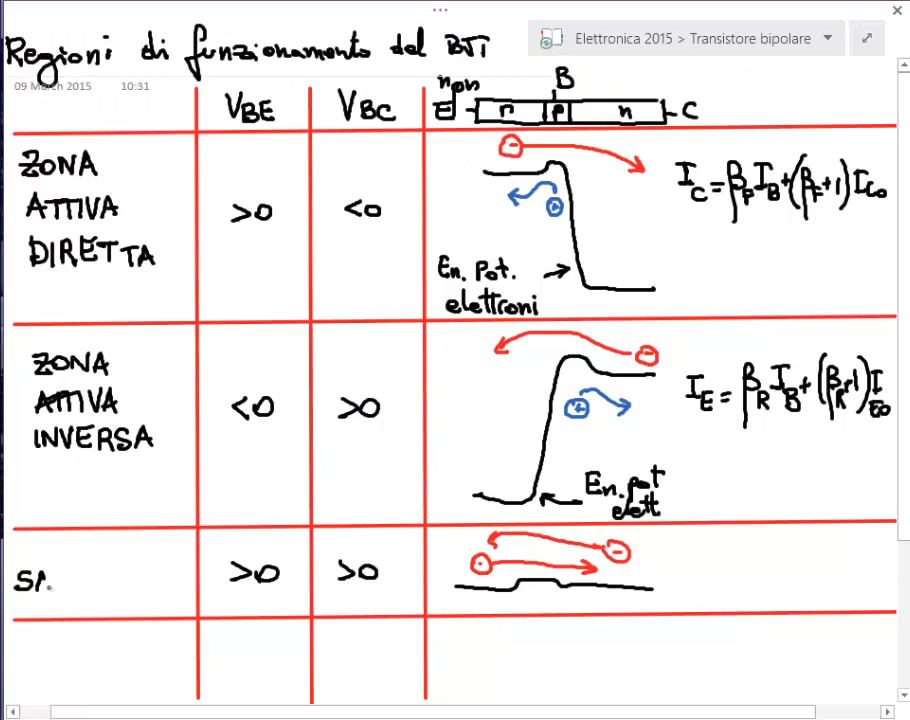 Elettronica 2015 > Transistore bipolare
Regioni di funzionamento del BJT
09 March 2015 10:31
npn
B
E n p n C
VBE VBC
ZONA
ATTIVA
DIRETTA
>0 <0
- +
En. pot.
elettroni
IC = βF IB + (βF + 1) ICO
ZONA
ATTIVA
INVERSA
<0 >0
- +
En. pot
elett
IE = βR IB + (βR + 1) IEO
SA
>0 >0
- -